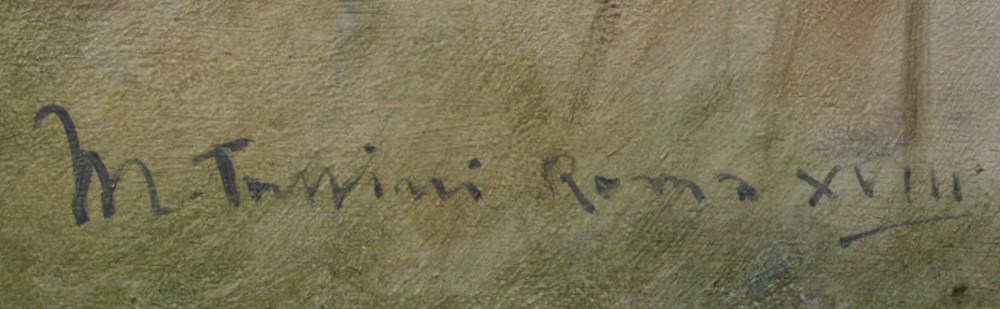 M. Tassini Roma XVIII